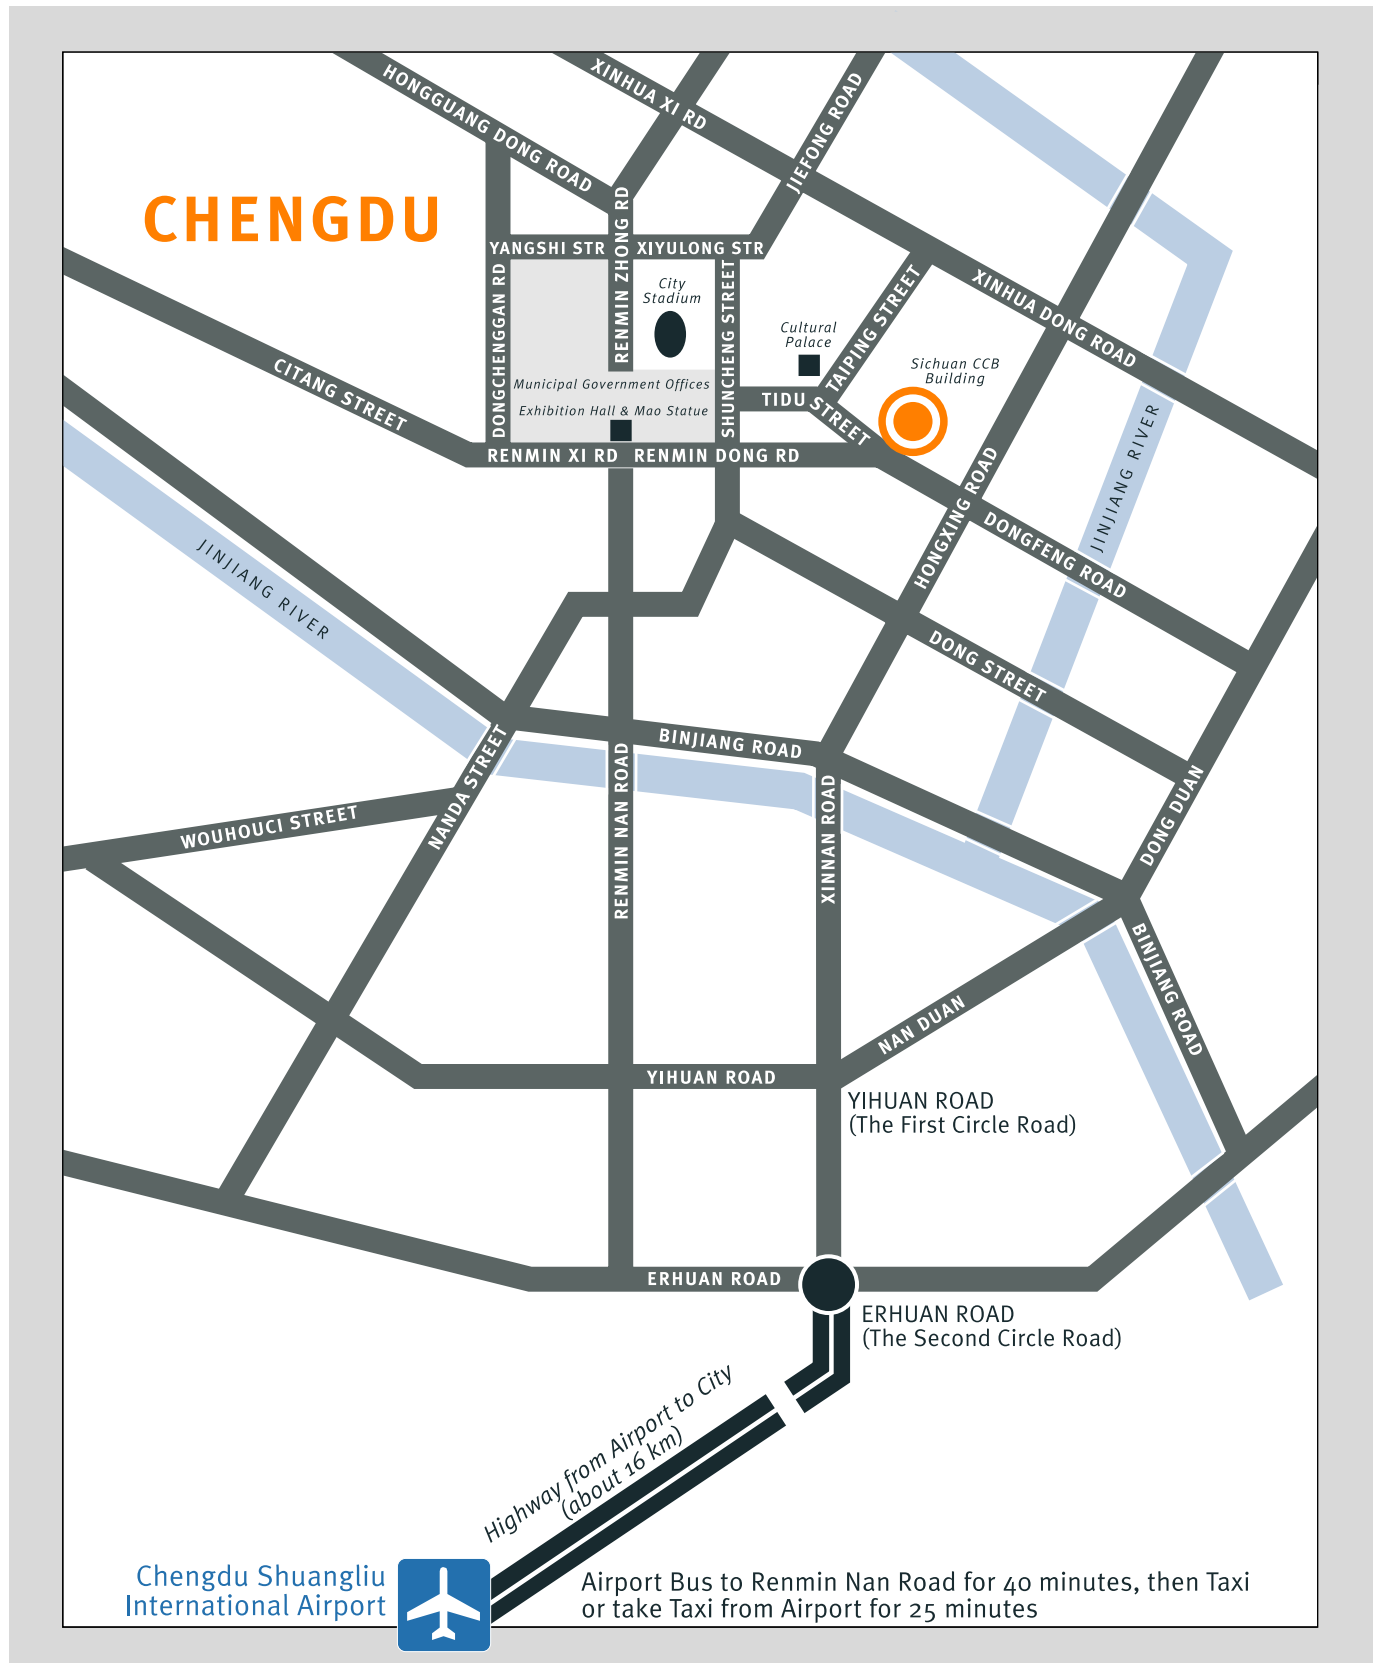 HONGGUANG DONG ROAD
XINHUA XI RD
JIEFONG ROAD
CHENGDU
YANGSHI STR
XIYULONG STR
RENMIN ZHONG RD
DONGCHENGGAN RD
SHUNCHENG STREET
City
Stadium
Cultural
Palace
TAIPING STREET
XINHUA DONG ROAD
Sichuan CCB
Building
CITANG STREET
Municipal Government Offices
Exhibition Hall & Mao Statue
TIDU STREET
RENMIN XI RD
RENMIN DONG RD
HONGXING ROAD
JINJIANG RIVER
DONGFENG ROAD
JINJIANG RIVER
DONG STREET
BINJIANG ROAD
NANDA STREET
RENMIN NAN ROAD
XINNAN ROAD
DONG DUAN
WOUHOUCI STREET
BINJIANG ROAD
NAN DUAN
YIHUAN ROAD
YIHUAN ROAD
(The First Circle Road)
ERHUAN ROAD
ERHUAN ROAD
(The Second Circle Road)
Highway from Airport to City
(about 16 km)
Chengdu Shuangliu
International Airport
Airport Bus to Renmin Nan Road for 40 minutes, then Taxi
or take Taxi from Airport for 25 minutes